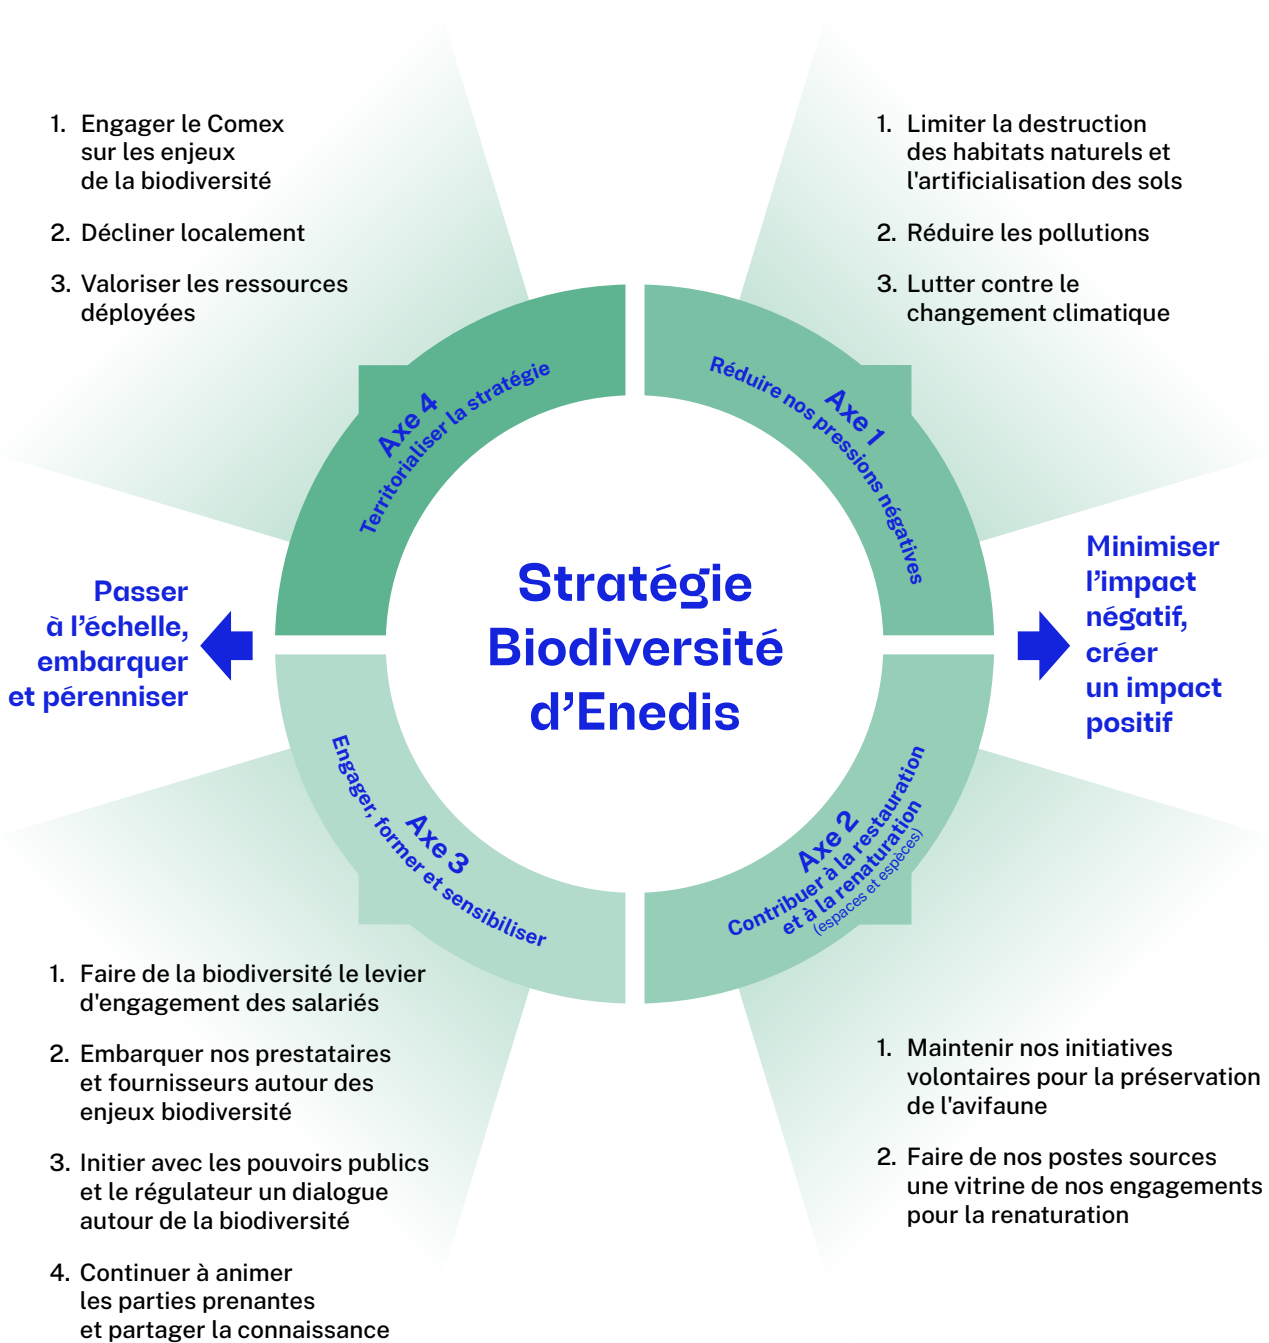 Stratégie
Biodiversité
d’Enedis
Axe 1
Réduire nos pressions négatives
1. Limiter la destruction
des habitats naturels et
l'artificialisation des sols
2. Réduire les pollutions
3. Lutter contre le
changement climatique
Minimiser
l’impact
négatif,
créer
un impact
positif
Axe 2
Contribuer à la restauration
et à la renaturation
(espaces et espèces)
1. Maintenir nos initiatives
volontaires pour la préservation
de l'avifaune
2. Faire de nos postes sources
une vitrine de nos engagements
pour la renaturation
Axe 3
Engager, former et sensibiliser
1. Faire de la biodiversité le levier
d'engagement des salariés
2. Embarquer nos prestataires
et fournisseurs autour des
enjeux biodiversité
3. Initier avec les pouvoirs publics
et le régulateur un dialogue
autour de la biodiversité
4. Continuer à animer
les parties prenantes
et partager la connaissance
Passer
à l’échelle,
embarquer
et pérenniser
Axe 4
Territorialiser la stratégie
1. Engager le Comex
sur les enjeux
de la biodiversité
2. Décliner localement
3. Valoriser les ressources
déployées